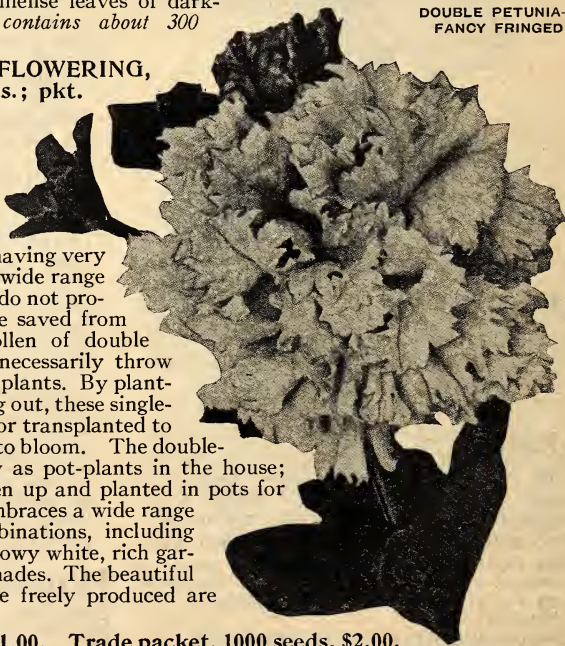 mense leaves of dark-
contains about 300
DOUBLE PETUNIA-
FANCY FRINGED
FLOWERING,
s.; pkt.
having very
wide range
do not pro-
e saved from
ollen of double
necessarily throw
plants. By plant-
g out, these single-
or transplanted to
to bloom. The double-
y as pot-plants in the house;
en up and planted in pots for
mbraces a wide range
binations, including
owy white, rich gar-
hades. The beautiful
e freely produced are
1.00. Trade packet, 1000 seeds, $2.00.